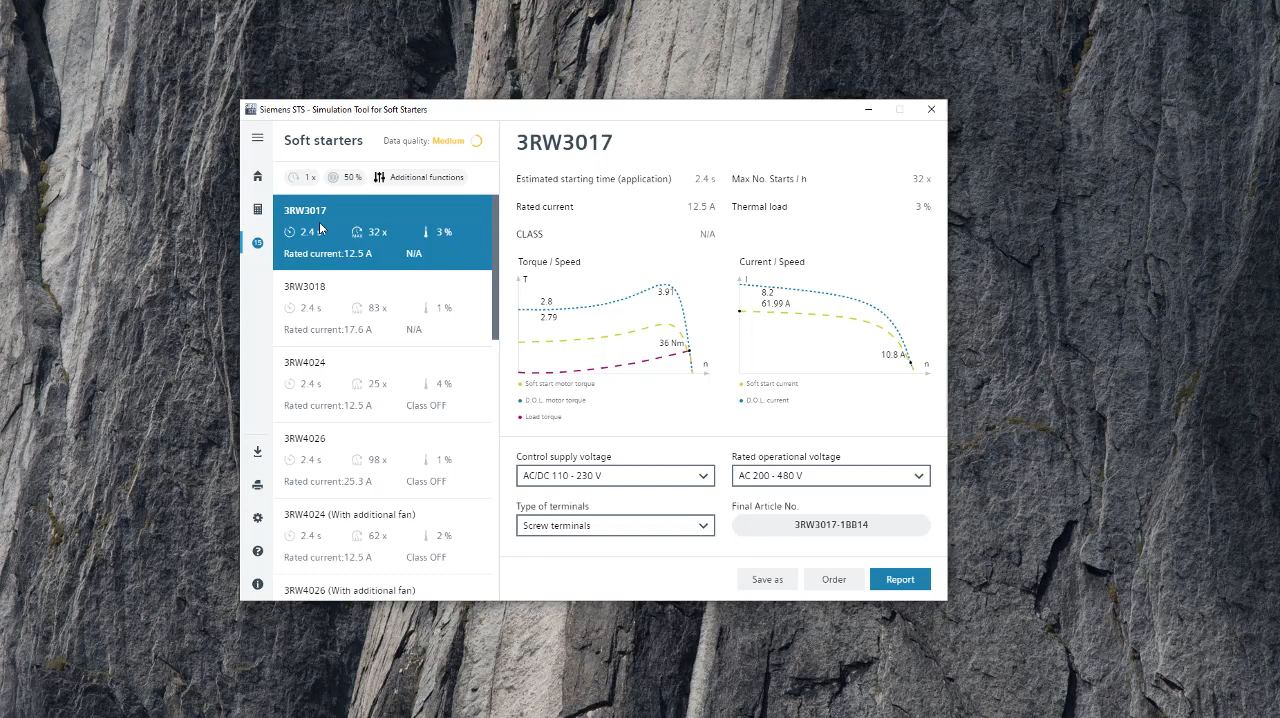 Siemens STS - Simulation Tool for Soft Starters
Soft starters
Data quality: Medium
1 x
50 %
Additional functions
15
3RW3017
2.4 s
32 x
3 %
Rated current:12.5 A
N/A
3RW3018
2.4 s
83 x
1 %
Rated current:17.6 A
N/A
3RW4024
2.4 s
25 x
4 %
Rated current:12.5 A
Class OFF
3RW4026
2.4 s
98 x
1 %
Rated current:25.3 A
Class OFF
3RW4024 (With additional fan)
2.4 s
62 x
2 %
Rated current:12.5 A
Class OFF
3RW4026 (With additional fan)
3RW3017
Estimated starting time (application)
2.4 s
Max No. Starts / h
32 x
Rated current
12.5 A
Thermal load
3 %
CLASS
N/A
Torque / Speed
T
2.8
2.79
3.91
36 Nm
n
Soft start motor torque
D.O.L. motor torque
Load torque
Current / Speed
I
8.2
61.99 A
10.8 A
n
Soft start current
D.O.L. current
Control supply voltage
AC/DC 110 - 230 V
Rated operational voltage
AC 200 - 480 V
Type of terminals
Screw terminals
Final Article No.
3RW3017-1BB14
Save as
Order
Report